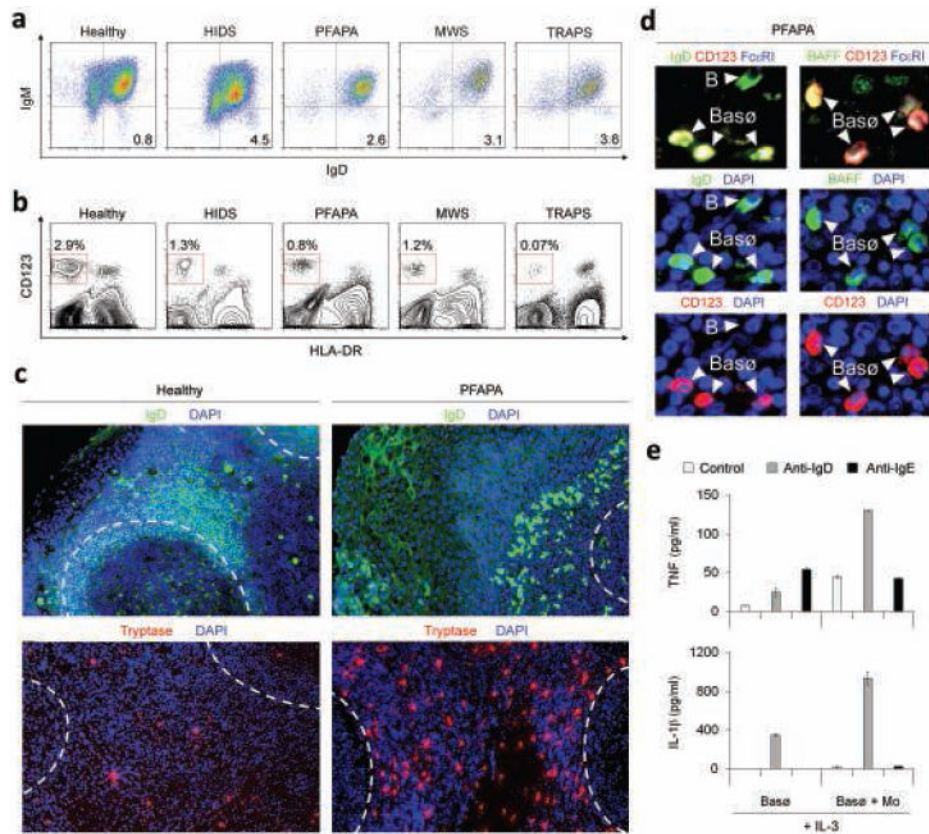 a
Healthy HIDS PFAPA MWS TRAPS
IgM
0.8 4.5 2.6 3.1 3.8
IgD
b
Healthy HIDS PFAPA MWS TRAPS
2.9% 1.3% 0.8% 1.2% 0.07%
CD123
HLA-DR
c
Healthy PFAPA
IgD DAPI IgD DAPI
Tryptase DAPI Tryptase DAPI
d
PFAPA
IgD CD123 FcεRI BAFF CD123 FcεRI
B
Basø Basø
IgD DAPI BAFF DAPI
B
Basø Basø
CD123 DAPI CD123 DAPI
B
Basø Basø
e
Control Anti-IgD Anti-IgE
150
100
50
0
TNF (pg/ml)
1200
800
400
0
IL-1β (pg/ml)
Basø Basø + Mo
+ IL-3